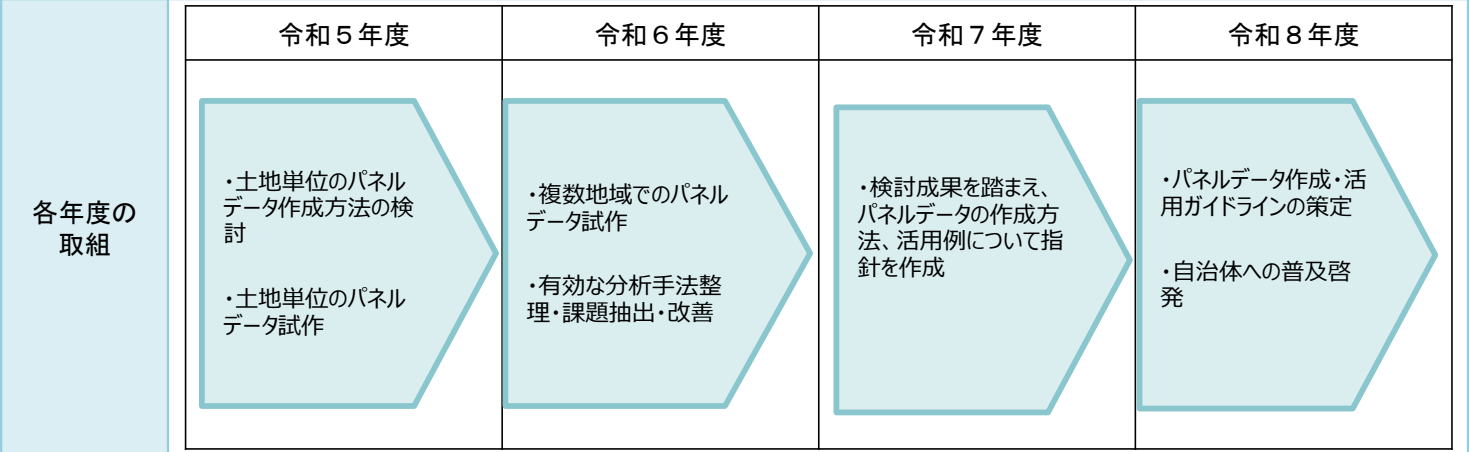 令和５年度
令和６年度
令和７年度
令和８年度
各年度の
取組
・土地単位のパネル
データ作成方法の検
討
・土地単位のパネル
データ試作
・複数地域でのパネル
データ試作
・有効な分析手法整
理・課題抽出・改善
・検討成果を踏まえ、
パネルデータの作成方
法、活用例について指
針を作成
・パネルデータ作成・活
用ガイドラインの策定
・自治体への普及啓
発